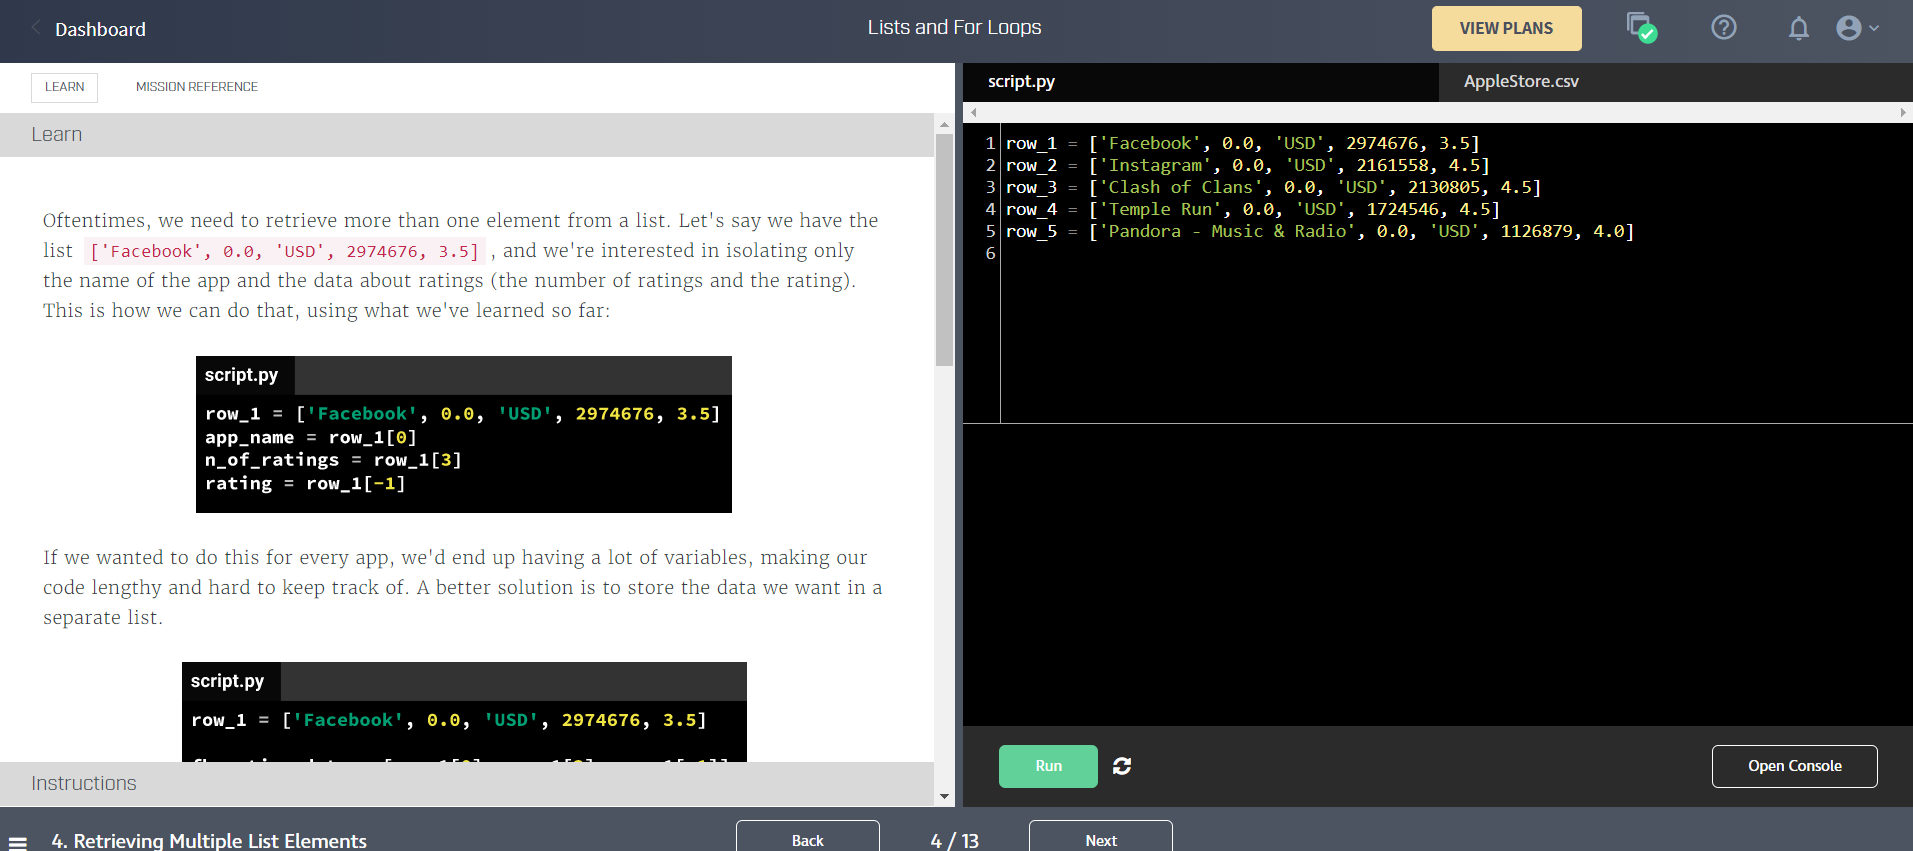 Dashboard
Lists and For Loops
VIEW PLANS
LEARN
MISSION REFERENCE
Learn
Oftentimes, we need to retrieve more than one element from a list. Let's say we have the
list ['Facebook', 0.0, 'USD', 2974676, 3.5] , and we're interested in isolating only
the name of the app and the data about ratings (the number of ratings and the rating).
This is how we can do that, using what we've learned so far:
script.py
row_1 = ['Facebook', 0.0, 'USD', 2974676, 3.5]
app_name = row_1[0]
n_of_ratings = row_1[3]
rating = row_1[-1]
If we wanted to do this for every app, we'd end up having a lot of variables, making our
code lengthy and hard to keep track of. A better solution is to store the data we want in a
separate list.
script.py
row_1 = ['Facebook', 0.0, 'USD', 2974676, 3.5]
Instructions
script.py
AppleStore.csv
1 row_1 = ['Facebook', 0.0, 'USD', 2974676, 3.5]
2 row_2 = ['Instagram', 0.0, 'USD', 2161558, 4.5]
3 row_3 = ['Clash of Clans', 0.0, 'USD', 2130805, 4.5]
4 row_4 = ['Temple Run', 0.0, 'USD', 1724546, 4.5]
5 row_5 = ['Pandora - Music & Radio', 0.0, 'USD', 1126879, 4.0]
6
Run
Open Console
4. Retrieving Multiple List Elements
Back
4 / 13
Next